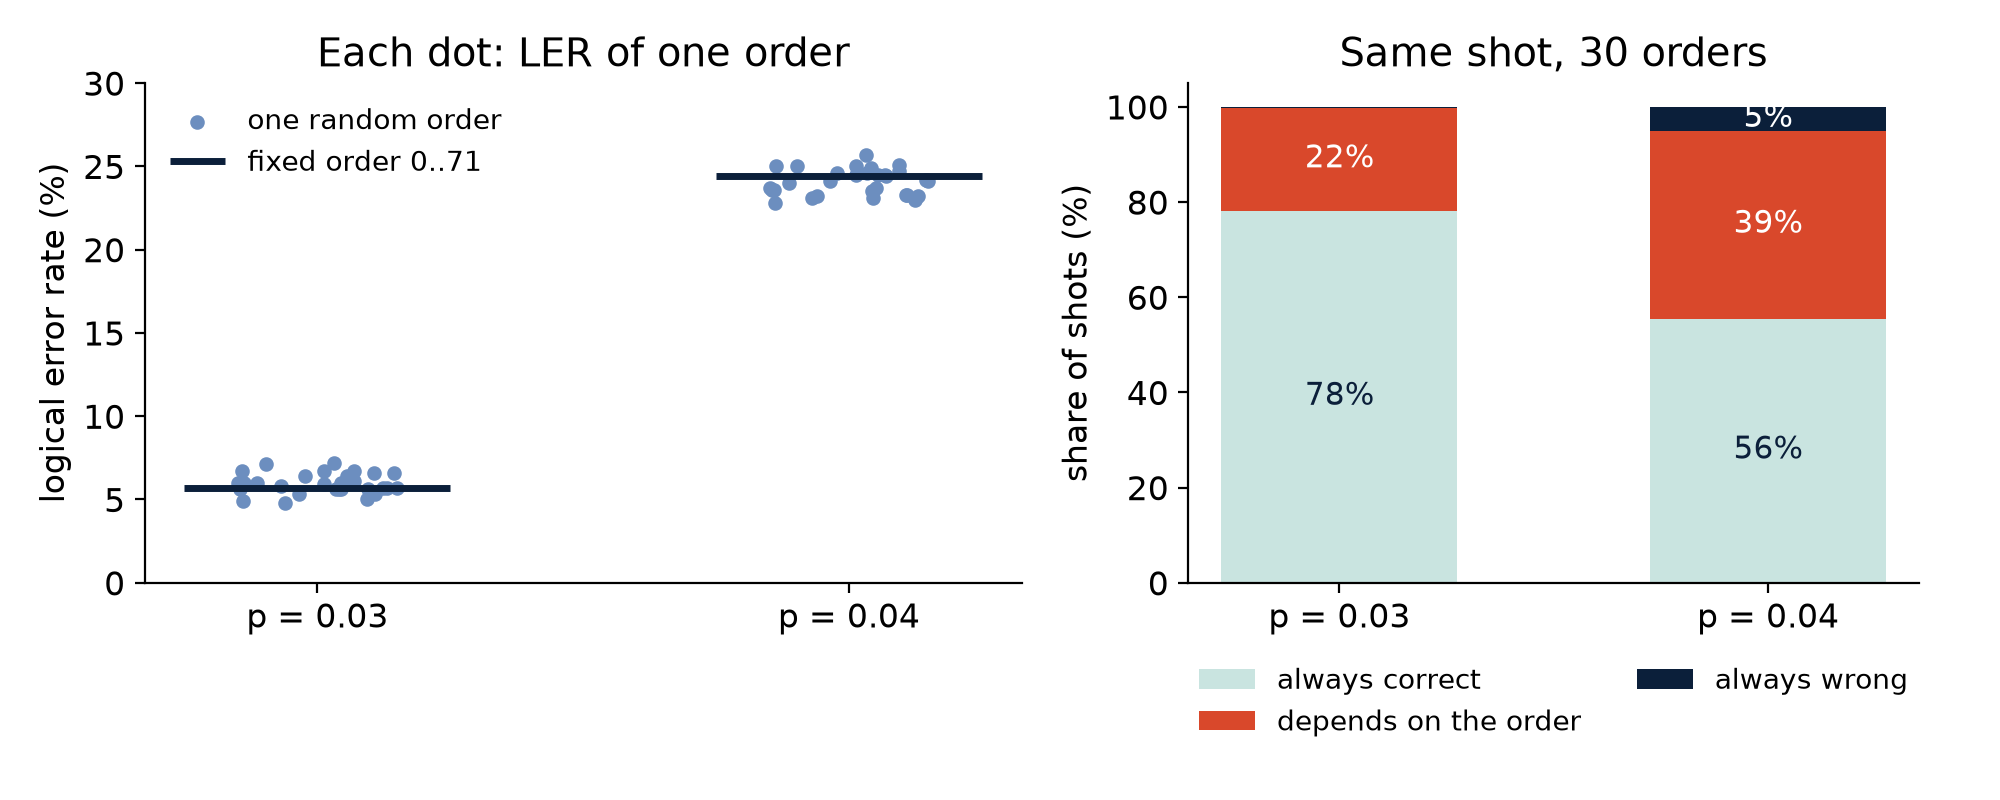 Each dot: LER of one order
30
25
20
15
10
5
0
logical error rate (%)
one random order
fixed order 0..71
p = 0.03
p = 0.04
Same shot, 30 orders
100
80
60
40
20
0
share of shots (%)
22%
78%
5%
39%
56%
p = 0.03
p = 0.04
always correct
always wrong
depends on the order